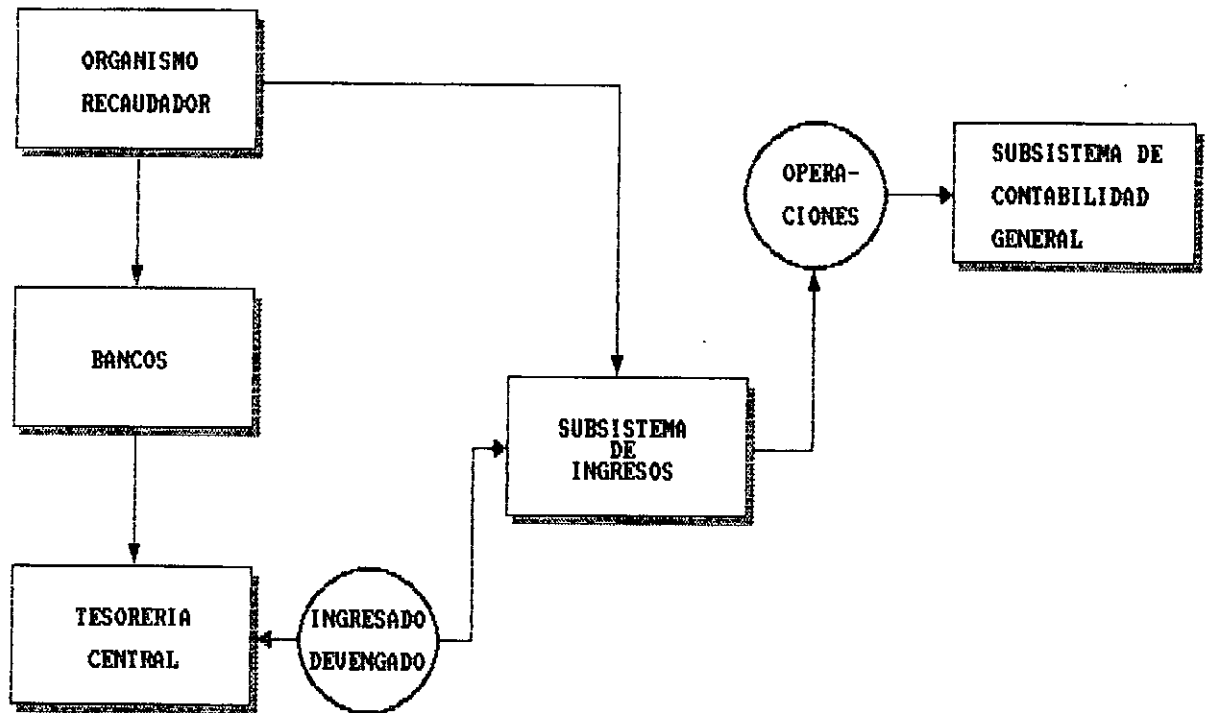 ORGANISMO
RECAUDADOR
OPERA-
CIONES
SUBSISTEMA DE
CONTABILIDAD
GENERAL
BANCOS
SUBSISTEMA
DE
INGRESOS
TESORERIA
CENTRAL
INGRESADO
DEVENGADO